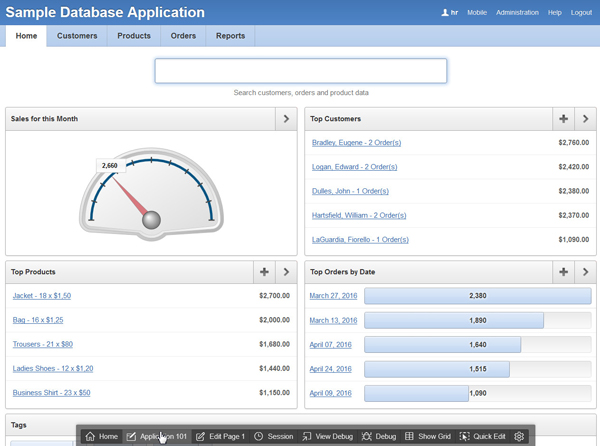 Sample Database Application
hr Mobile Administration Help Logout
Home Customers Products Orders Reports
Search customers, orders and product data
Sales for this Month
2,660
Top Customers
Bradley, Eugene - 2 Order(s) $2,760.00
Logan, Edward - 2 Order(s) $2,420.00
Dulles, John - 1 Order(s) $2,380.00
Hartsfield, William - 2 Order(s) $2,370.00
LaGuardia, Fiorello - 1 Order(s) $1,090.00
Top Products
Jacket - 18 x $1,50 $2,700.00
Bag - 16 x $1,25 $2,000.00
Trousers - 21 x $80 $1,680.00
Ladies Shoes - 12 x $1,20 $1,440.00
Business Shirt - 23 x $50 $1,150.00
Top Orders by Date
March 27, 2016 2,380
March 13, 2016 1,890
April 07, 2016 1,640
April 24, 2016 1,515
April 09, 2016 1,090
Tags
Home Application 101 Edit Page 1 Session View Debug Debug Show Grid Quick Edit